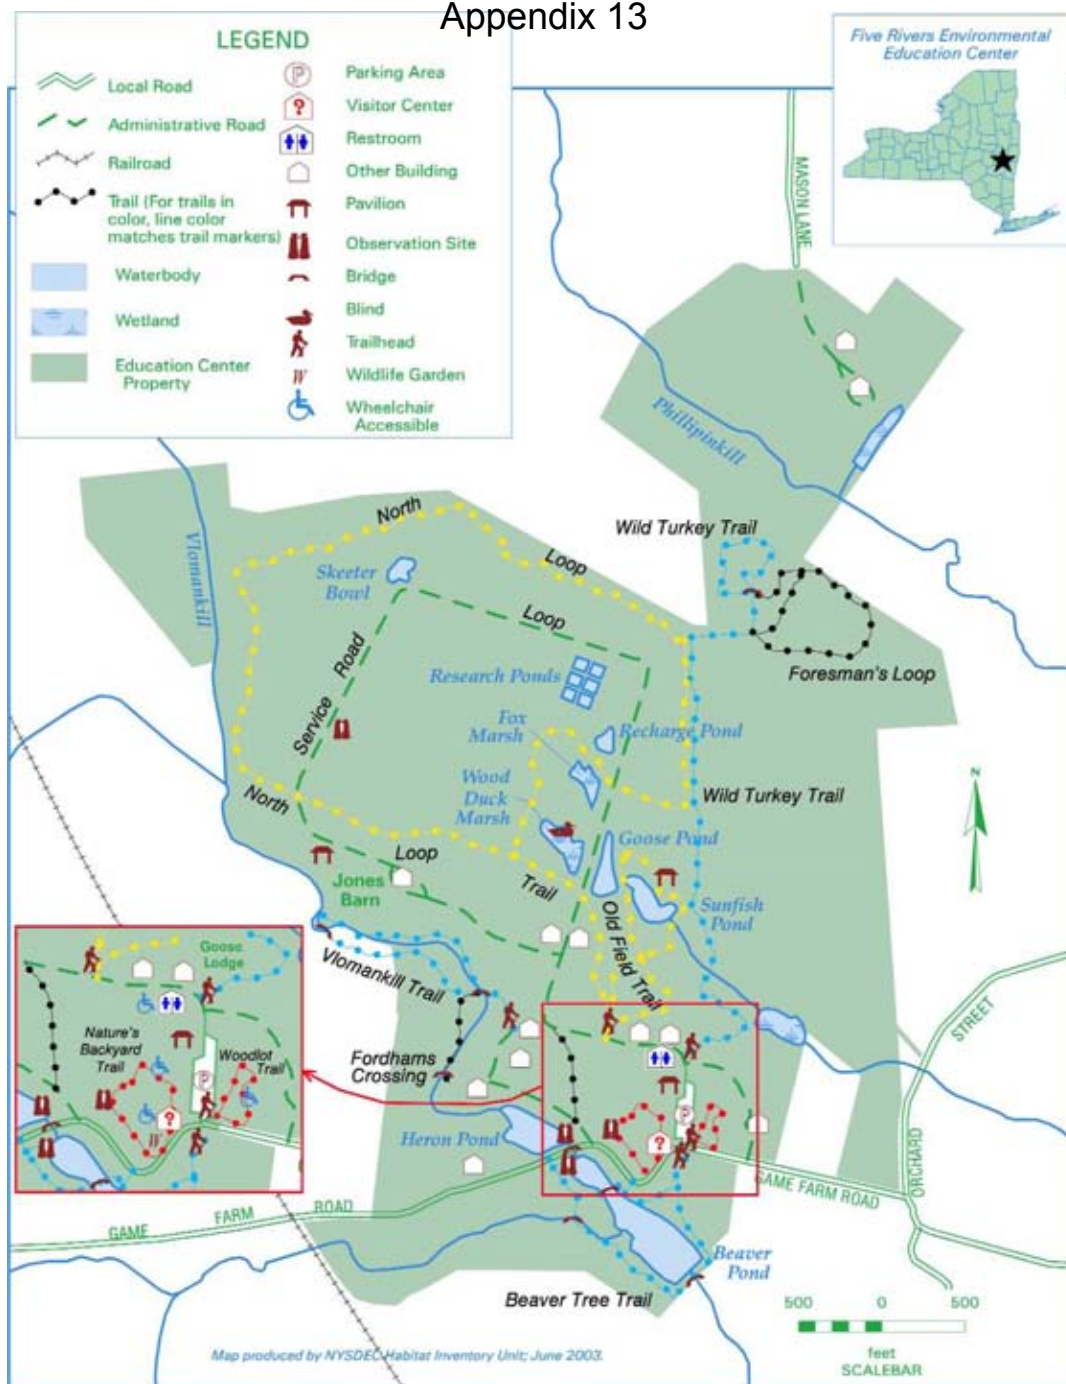 Appendix 13
LEGEND
Local Road
Administrative Road
Railroad
Trail (For trails in
color, line color
matches trail markers)
Waterbody
Wetland
Education Center
Property
P
Parking Area
?
Visitor Center
Restroom
Other Building
Pavilion
Observation Site
Bridge
Blind
Trailhead
W
Wildlife Garden
Wheelchair
Accessible
Five Rivers Environmental
Education Center
MASON LANE
Phillipinkill
Vlomankill
North
Loop
Wild Turkey Trail
Skeeter
Bowl
Loop
Service Road
Foresman's Loop
Research Ponds
Fox
Marsh
Recharge Pond
Wood
Duck
Marsh
Wild Turkey Trail
North
Loop
Trail
Goose Pond
Jones
Barn
Sunfish
Pond
Old Field Trail
Vlomankill Trail
Fordhams
Crossing
Heron Pond
Goose
Lodge
Nature's
Backyard
Trail
Woodlot
Trail
P
?
W
P
?
ORCHARD STREET
GAME FARM ROAD
GAME FARM ROAD
Beaver
Pond
Beaver Tree Trail
N
500 0 500
feet
SCALEBAR
Map produced by NYSDEC Habitat Inventory Unit; June 2003.